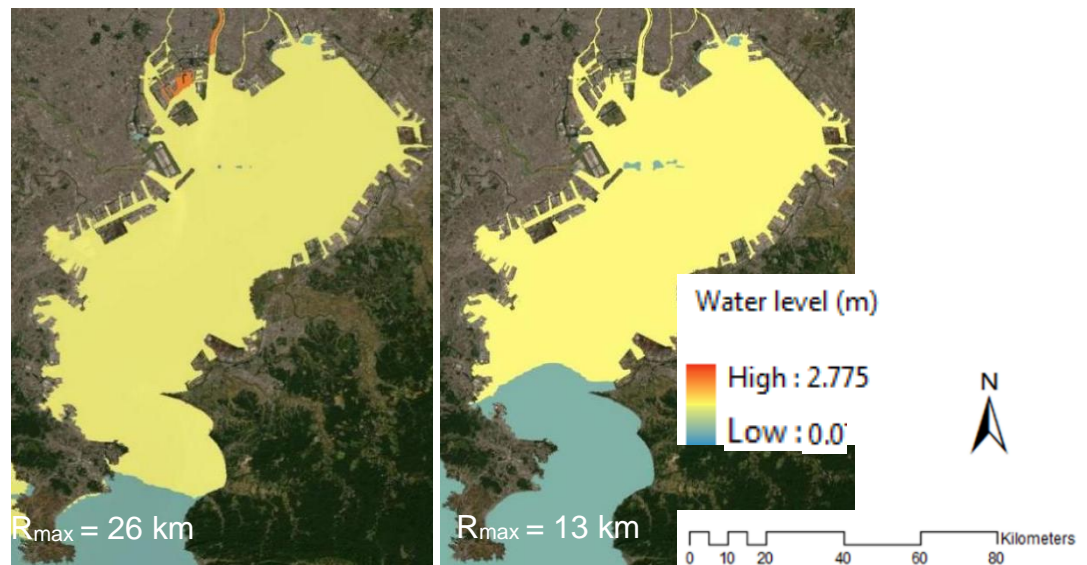 Water level (m)
High : 2.775
Low : 0.0
N
Rmax = 26 km
Rmax = 13 km
Kilometers
0 10 20 40 60 80